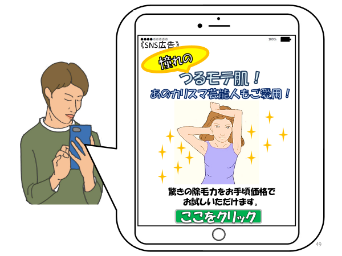 《SNS広告》
憧れの
つるモテ肌！
あのカリスマ芸能人もご愛用！
驚きの除毛力をお手頃価格で
お試しいただけます。
ここをクリック